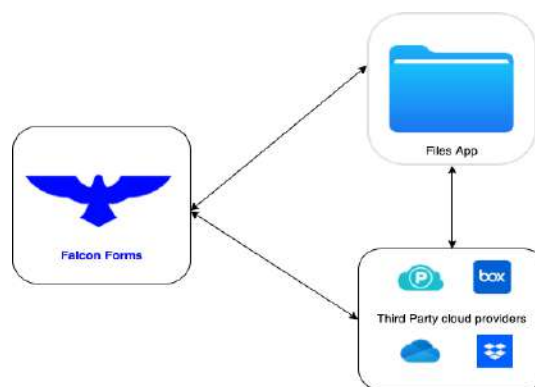 Files App
Falcon Forms
P
box
Third Party cloud providers